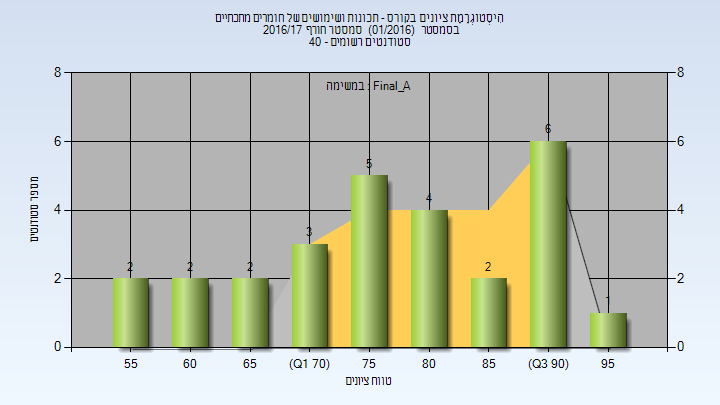 היסטוגרמת ציונים בקורס - תכונות ושימושים של חומרים מתכתיים
בסמסטר (01/2016) סמסטר חורף 2016/17
סטודנטים רשומים - 40
במשימה : Final_A
מספר סטודנטים
8 8
6 6
4 4
2 2
0 0
2 2 2 3 5 4 2 6 1
55 60 65 (Q1 70) 75 80 85 (Q3 90) 95
טווח ציונים